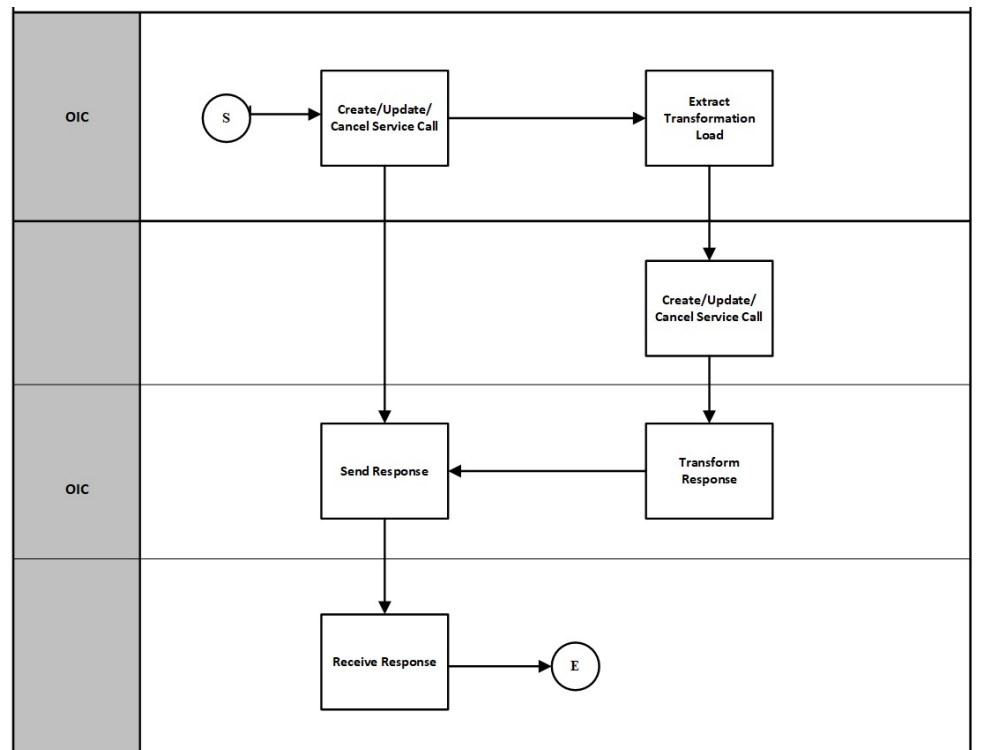 OIC
S
Create/Update/
Cancel Service Call
Extract
Transformation
Load
Create/Update/
Cancel Service Call
OIC
Send Response
Transform
Response
Receive Response
E